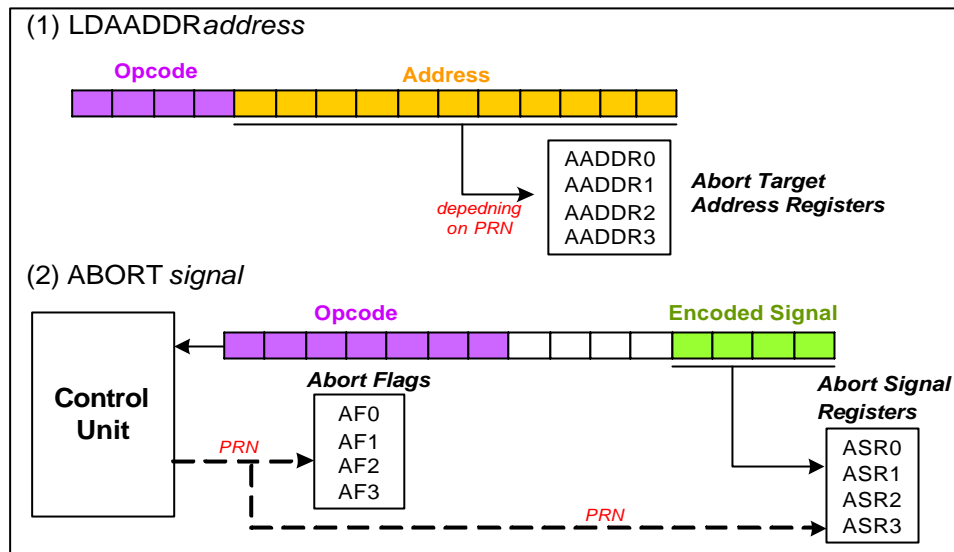 (1) LDAADDRaddress
Opcode
Address
AADDR0
AADDR1
AADDR2
AADDR3
depedning
on PRN
Abort Target
Address Registers
(2) ABORT signal
Opcode
Encoded Signal
Control
Unit
Abort Flags
AF0
AF1
AF2
AF3
PRN
Abort Signal
Registers
ASR0
ASR1
ASR2
ASR3
PRN